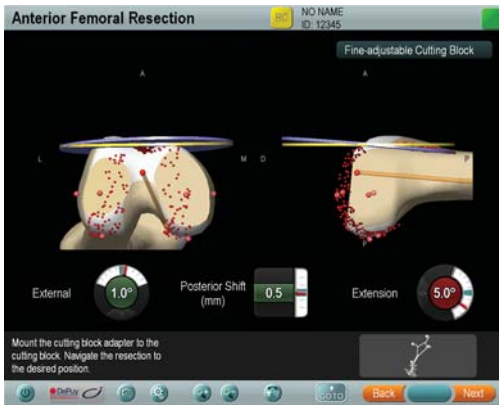 Anterior Femoral Resection
RC
NO NAME
ID: 12345
Fine-adjustable Cutting Block
A
A
L
M
D
P
External
1.0°
Posterior Shift
(mm)
0.5
Extension
5.0°
Mount the cutting block adapter to the
cutting block. Navigate the resection to
the desired position.
DePuy
GOTO
Back
Next